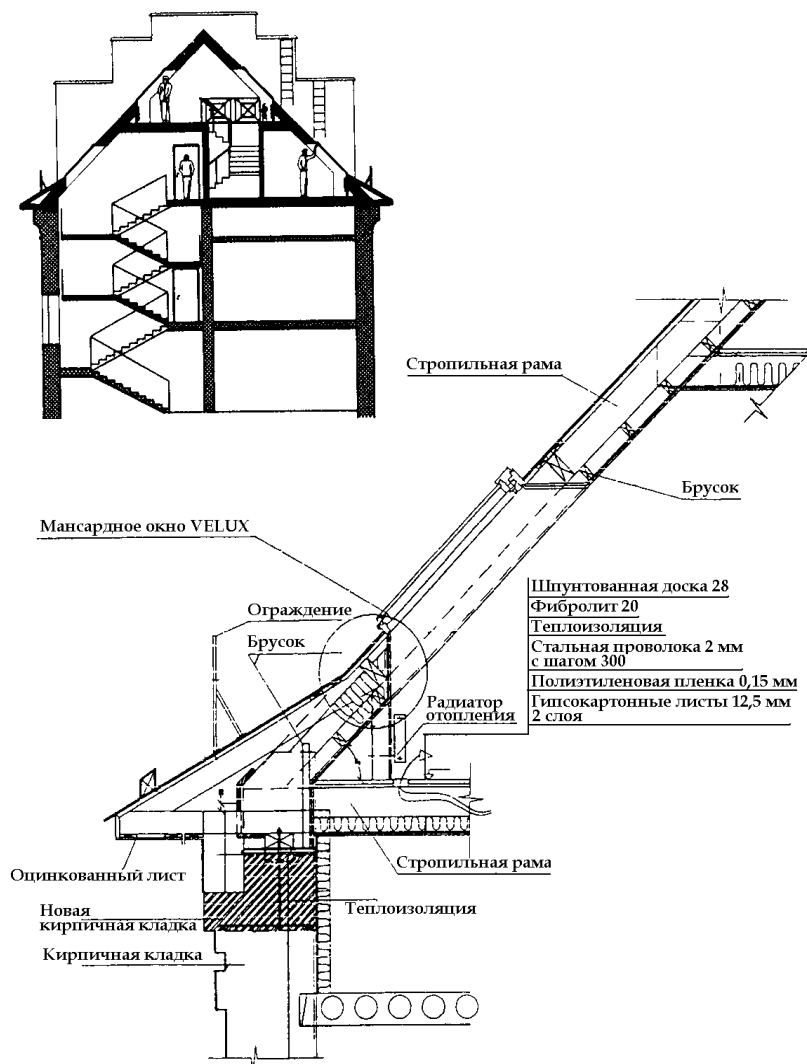 Стропильная рама
Брусок
Мансардное окно VELUX
Шпунтованная доска 28
Фибролит 20
Теплоизоляция
Стальная проволока 2 мм
с шагом 300
Полиэтиленовая пленка 0,15 мм
Гипсокартонные листы 12,5 мм
2 слоя
Ограждение
Брусок
Радиатор
отопления
Стропильная рама
Оцинкованный лист
Новая
кирпичная кладка
Теплоизоляция
Кирпичная кладка